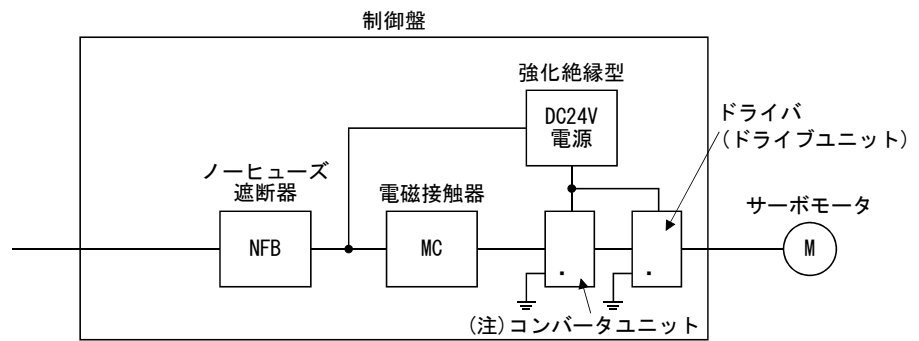 制御盤
強化絶縁型
DC24V
電源
ドライバ
(ドライブユニット)
ノーヒューズ
遮断器
電磁接触器
サーボモータ
NFB
MC
M
(注)コンバータユニット